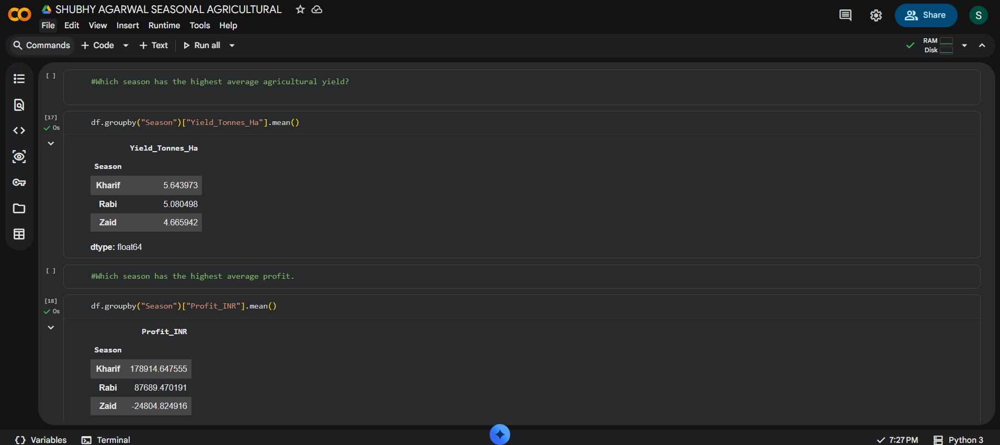 SHUBHY AGARWAL SEASONAL AGRICULTURAL
File Edit View Insert Runtime Tools Help
Share
S
Commands + Code + Text Run all
RAM
Disk
[ ]
#Which season has the highest average agricultural yield?
[17]
0s
df.groupby("Season")["Yield_Tonnes_Ha"].mean()
Yield_Tonnes_Ha
Season
Kharif 5.643973
Rabi 5.080498
Zaid 4.665942
dtype: float64
[ ]
#Which season has the highest average profit.
[18]
0s
df.groupby("Season")["Profit_INR"].mean()
Profit_INR
Season
Kharif 178914.647555
Rabi 87689.470191
Zaid -24804.824916
{} Variables Terminal
7:27 PM Python 3